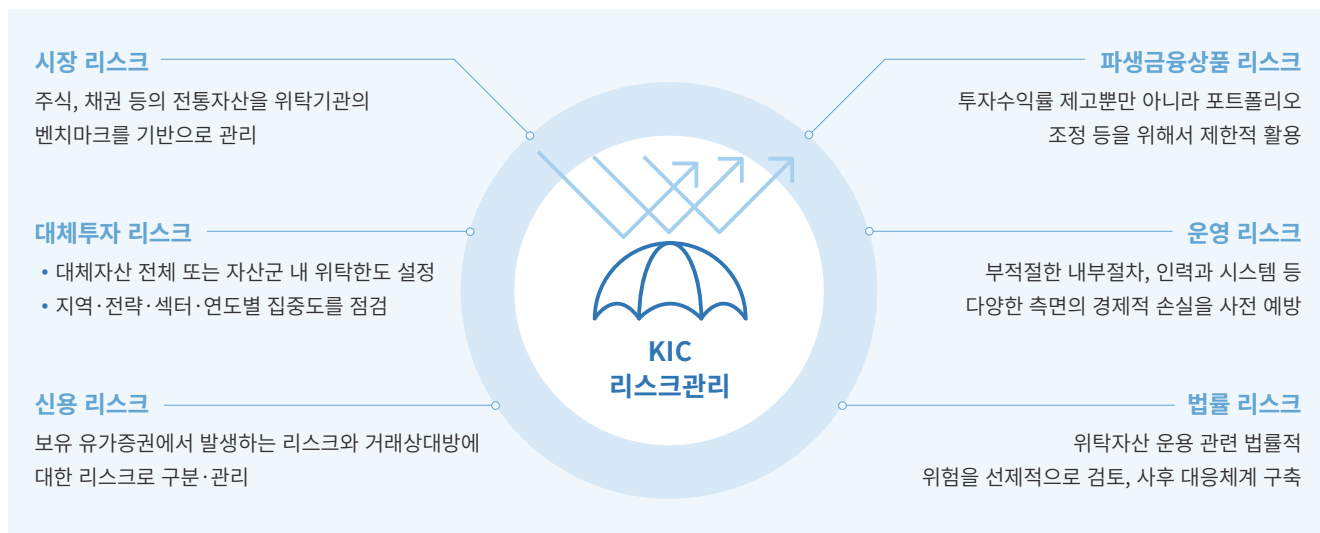 시장 리스크
주식, 채권 등의 전통자산을 위탁기관의
벤치마크를 기반으로 관리
대체투자 리스크
• 대체자산 전체 또는 자산군 내 위탁한도 설정
• 지역·전략·섹터·연도별 집중도를 점검
신용 리스크
보유 유가증권에서 발생하는 리스크와 거래상대방에
대한 리스크로 구분·관리
KIC
리스크관리
파생금융상품 리스크
투자수익률 제고뿐만 아니라 포트폴리오
조정 등을 위해서 제한적 활용
운영 리스크
부적절한 내부절차, 인력과 시스템 등
다양한 측면의 경제적 손실을 사전 예방
법률 리스크
위탁자산 운용 관련 법률적
위험을 선제적으로 검토, 사후 대응체계 구축